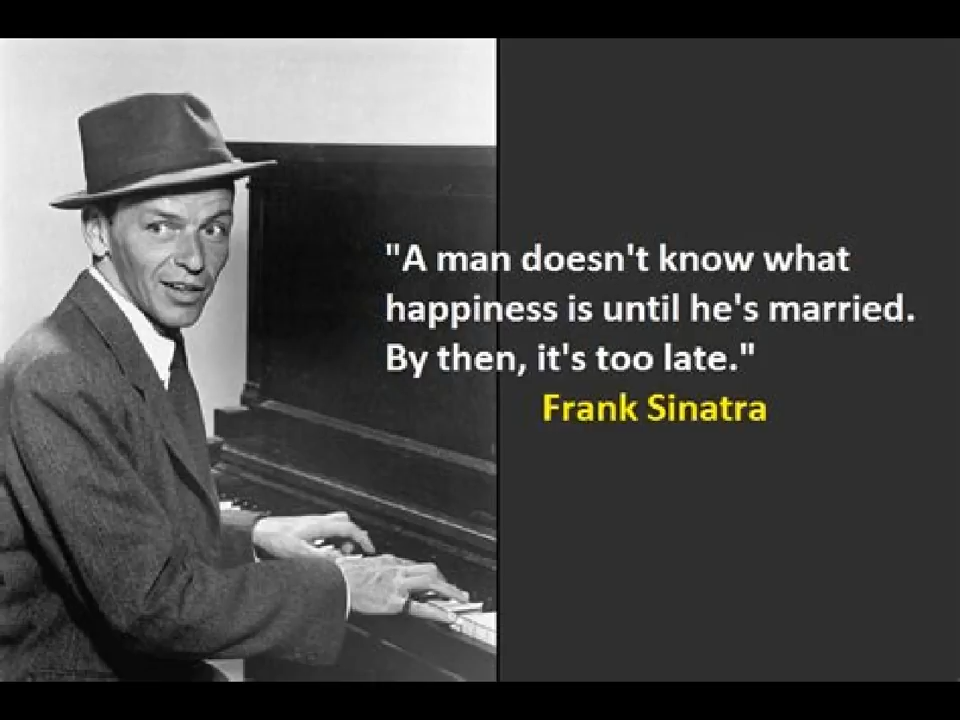 "A man doesn't know what
happiness is until he's married.
By then, it's too late."
Frank Sinatra